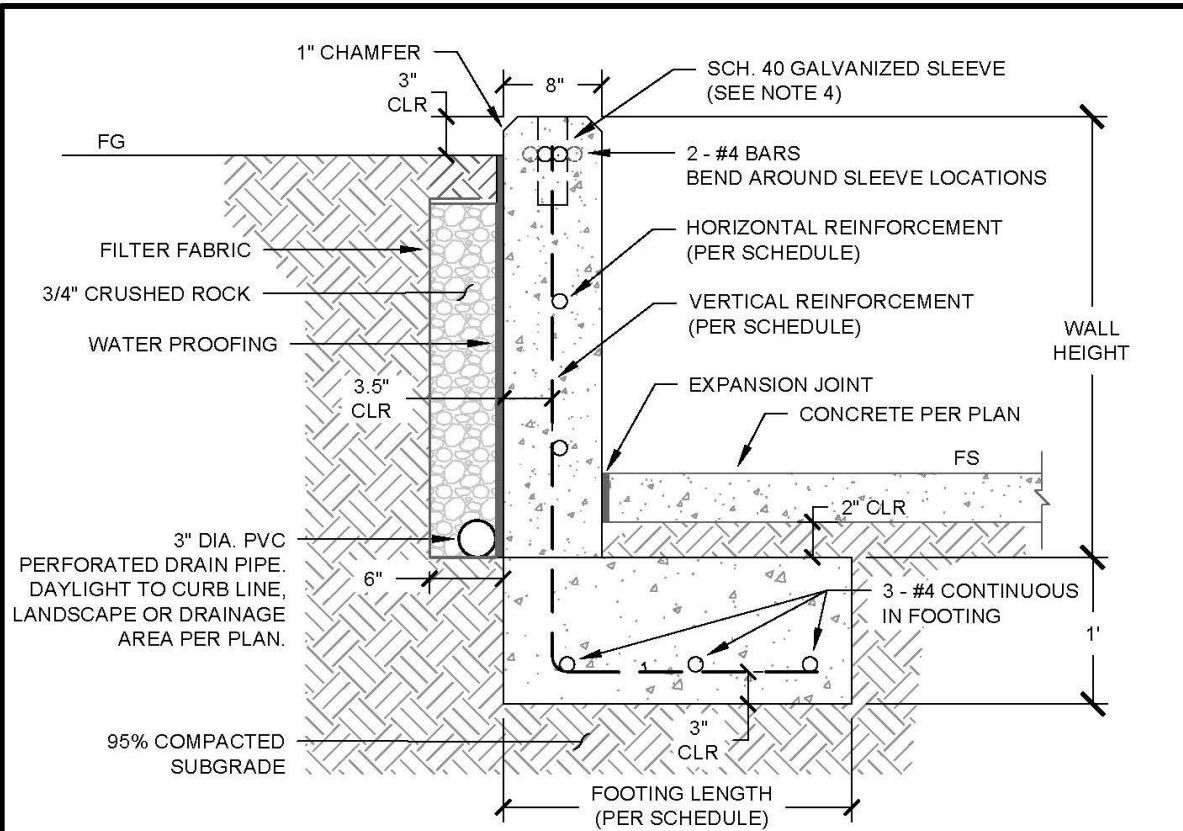 1" CHAMFER
3"
CLR
8"
SCH. 40 GALVANIZED SLEEVE
(SEE NOTE 4)
FG
2 - #4 BARS
BEND AROUND SLEEVE LOCATIONS
FILTER FABRIC
3/4" CRUSHED ROCK
WATER PROOFING
HORIZONTAL REINFORCEMENT
(PER SCHEDULE)
VERTICAL REINFORCEMENT
(PER SCHEDULE)
WALL
HEIGHT
3.5"
CLR
EXPANSION JOINT
CONCRETE PER PLAN
FS
2" CLR
3" DIA. PVC
PERFORATED DRAIN PIPE.
DAYLIGHT TO CURB LINE,
LANDSCAPE OR DRAINAGE
AREA PER PLAN.
6"
3 - #4 CONTINUOUS
IN FOOTING
1'
3"
CLR
95% COMPACTED
SUBGRADE
FOOTING LENGTH
(PER SCHEDULE)